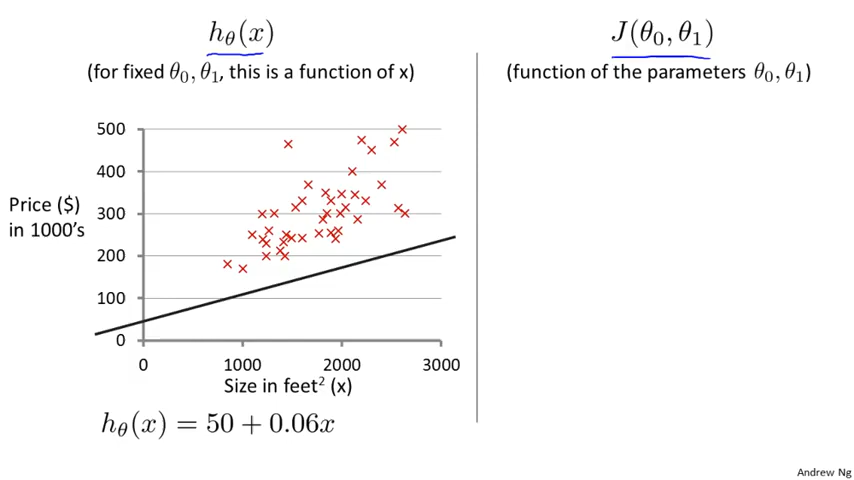 hθ(x)
(for fixed θ0, θ1, this is a function of x)
J(θ0, θ1)
(function of the parameters θ0, θ1)
500
400
300
200
100
0
Price ($)
in 1000’s
0 1000 2000 3000
Size in feet² (x)
hθ(x) = 50 + 0.06x
Andrew Ng